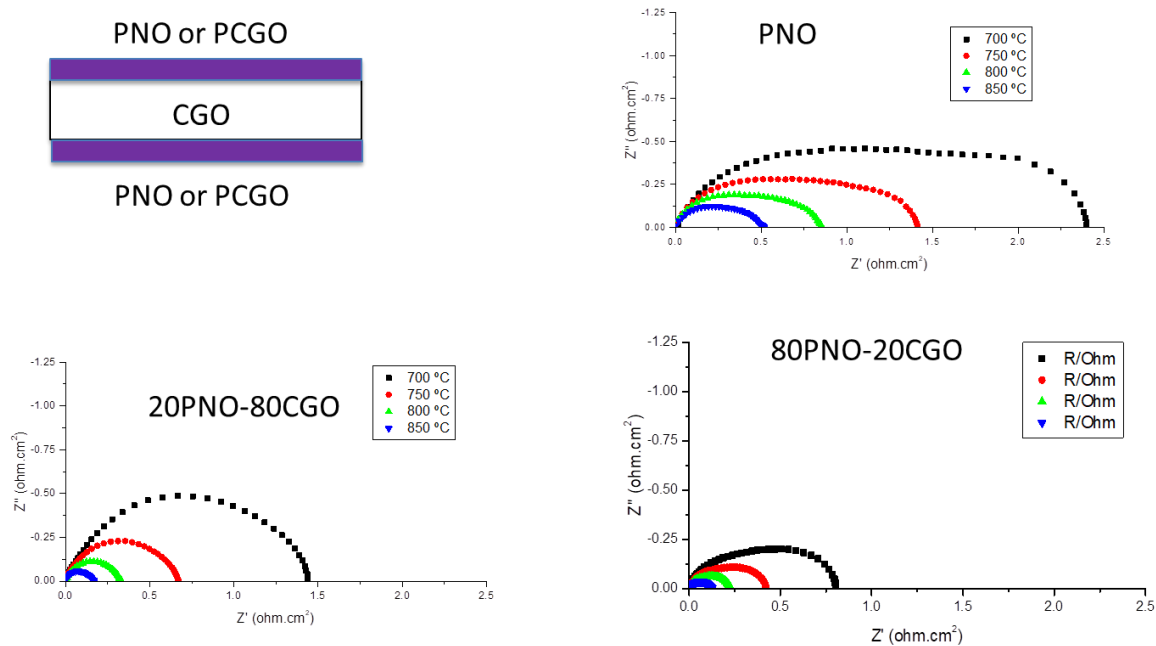 PNO or PCGO
CGO
PNO or PCGO
PNO
700 ºC
750 ºC
800 ºC
850 ºC
-1.25
-1.00
-0.75
-0.50
-0.25
0.00
Z'' (ohm.cm²)
0.0 0.5 1.0 1.5 2.0 2.5
Z' (ohm.cm²)
20PNO-80CGO
700 ºC
750 ºC
800 ºC
850 ºC
-1.25
-1.00
-0.75
-0.50
-0.25
0.00
Z'' (ohm.cm²)
0.0 0.5 1.0 1.5 2.0 2.5
Z' (ohm.cm²)
80PNO-20CGO
R/Ohm
R/Ohm
R/Ohm
R/Ohm
-1.25
-1.00
-0.75
-0.50
-0.25
0.00
Z'' (ohm.cm²)
0.0 0.5 1.0 1.5 2.0 2.5
Z' (ohm.cm²)